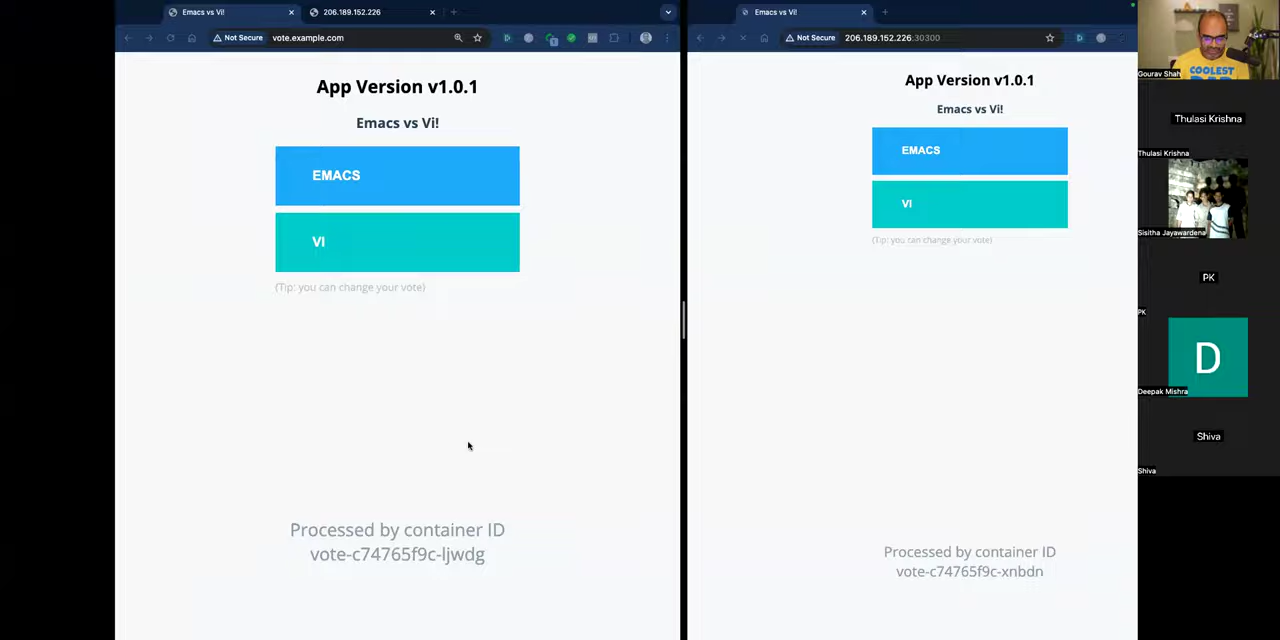 Emacs vs Vi!
206.189.152.226
Not Secure
vote.example.com
App Version v1.0.1
Emacs vs Vi!
EMACS
VI
(Tip: you can change your vote)
Processed by container ID
vote-c74765f9c-ljwdg
Emacs vs Vi!
Not Secure
206.189.152.226:30300
App Version v1.0.1
Emacs vs Vi!
EMACS
VI
(Tip: you can change your vote)
Processed by container ID
vote-c74765f9c-xnbdn
COOLEST
Gourav Shah
Thulasi Krishna
Thulasi Krishna
Sisitha Jayawardena
PK
PK
D
Deepak Mishra
Shiva
Shiva